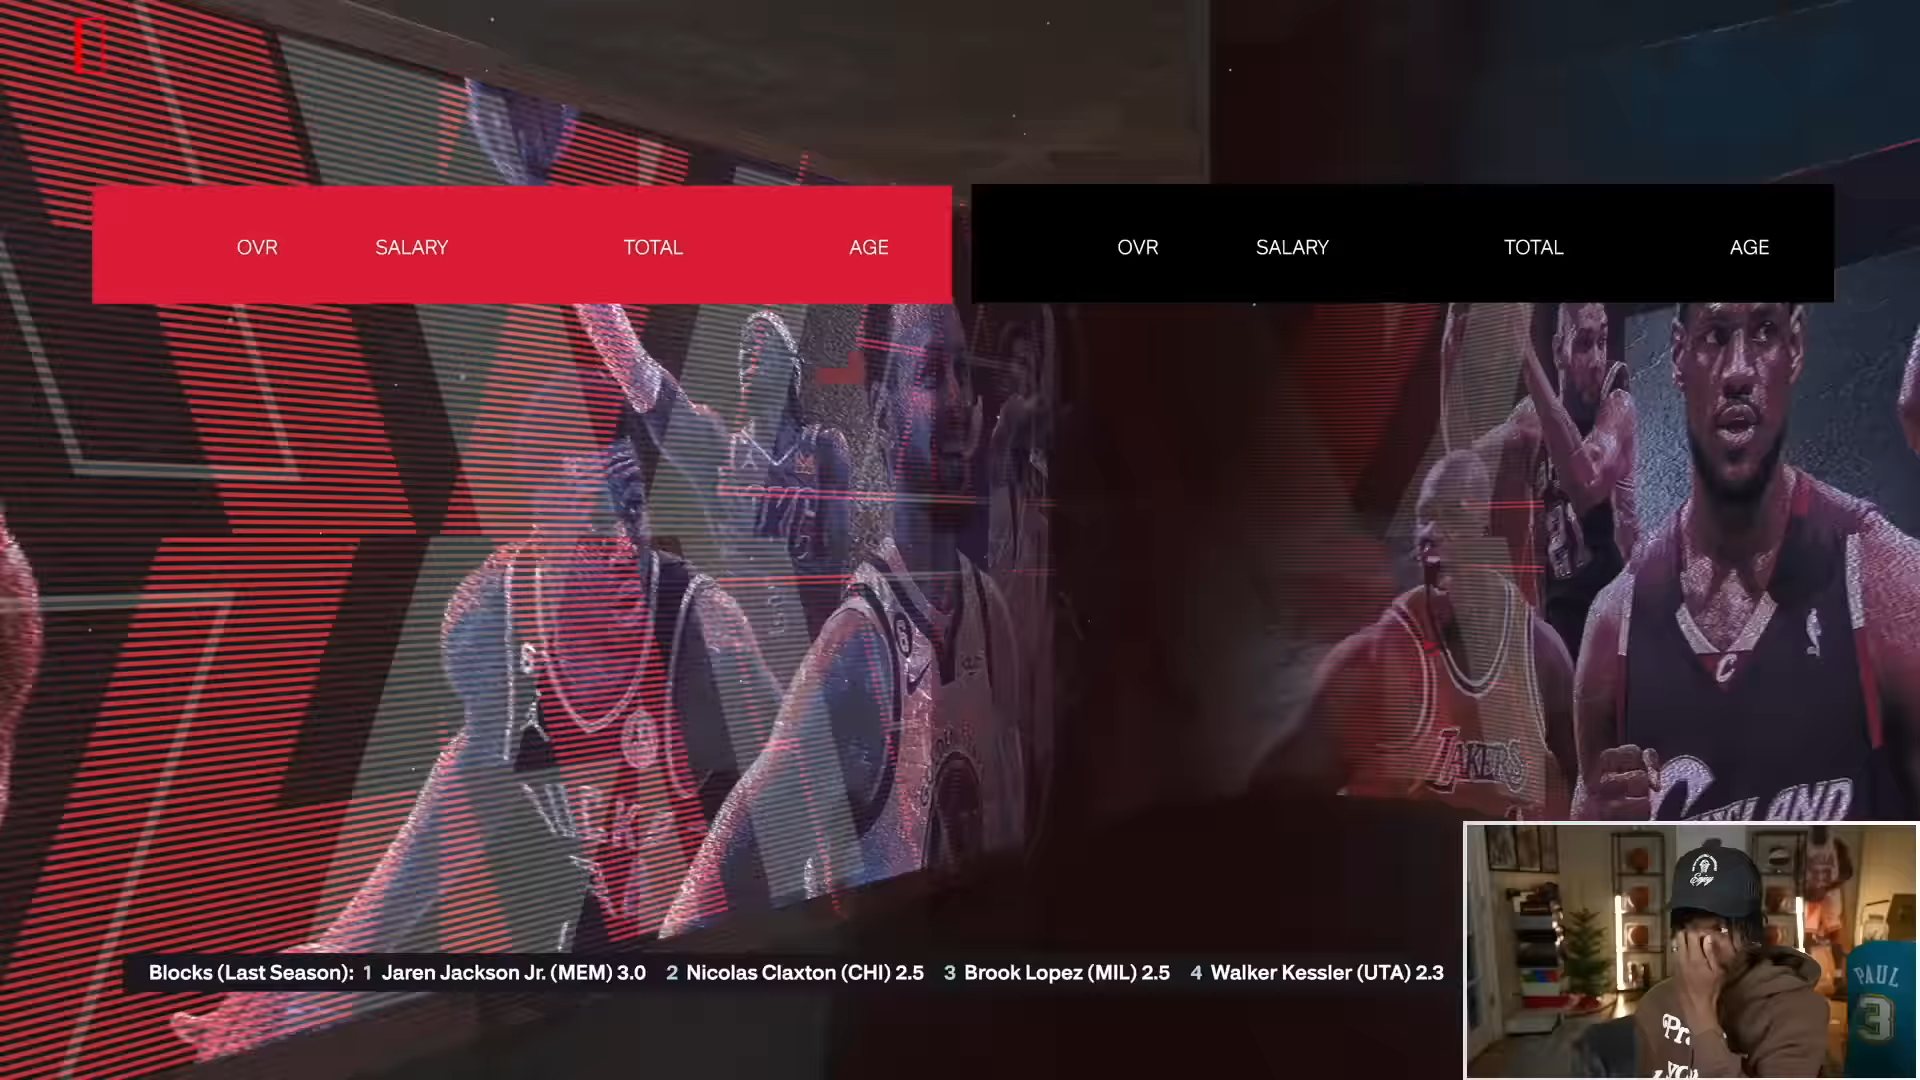 OVR SALARY TOTAL AGE
OVR SALARY TOTAL AGE
6
C
LAKERS
Blocks (Last Season): 1 Jaren Jackson Jr. (MEM) 3.0 2 Nicolas Claxton (CHI) 2.5 3 Brook Lopez (MIL) 2.5 4 Walker Kessler (UTA) 2.3
Enjoy
PAUL
3